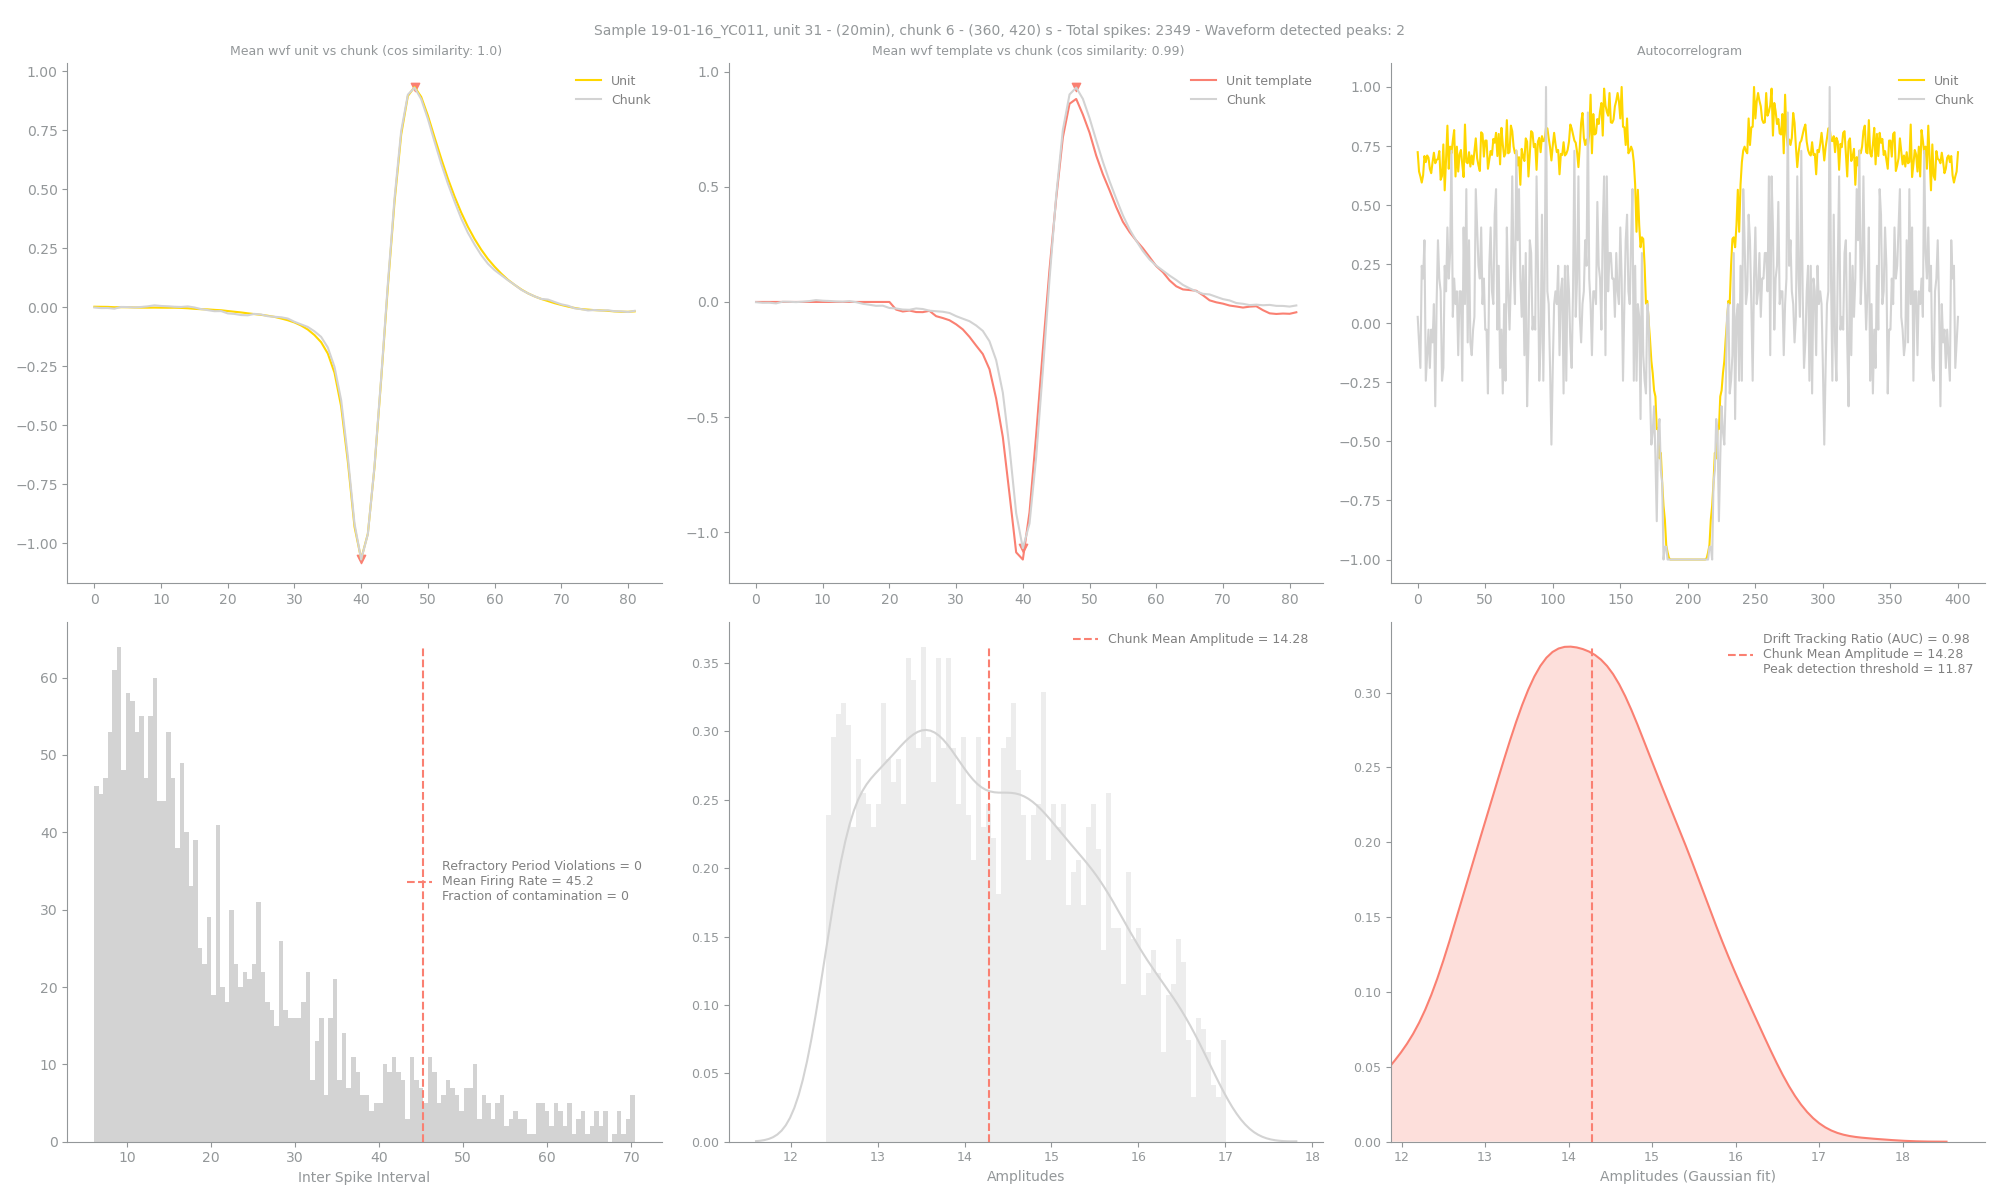 Sample 19-01-16_YC011, unit 31 - (20min), chunk 6 - (360, 420) s - Total spikes: 2349 - Waveform detected peaks: 2
Mean wvf unit vs chunk (cos similarity: 1.0)
Unit
Chunk
1.00
0.75
0.50
0.25
0.00
−0.25
−0.50
−0.75
−1.00
0 10 20 30 40 50 60 70 80
Mean wvf template vs chunk (cos similarity: 0.99)
Unit template
Chunk
1.0
0.5
0.0
−0.5
−1.0
0 10 20 30 40 50 60 70 80
Autocorrelogram
Unit
Chunk
1.00
0.75
0.50
0.25
0.00
−0.25
−0.50
−0.75
−1.00
0 50 100 150 200 250 300 350 400
60
50
40
30
20
10
0
Refractory Period Violations = 0
Mean Firing Rate = 45.2
Fraction of contamination = 0
10 20 30 40 50 60 70
Inter Spike Interval
Chunk Mean Amplitude = 14.28
0.35
0.30
0.25
0.20
0.15
0.10
0.05
0.00
12 13 14 15 16 17 18
Amplitudes
Drift Tracking Ratio (AUC) = 0.98
Chunk Mean Amplitude = 14.28
Peak detection threshold = 11.87
0.30
0.25
0.20
0.15
0.10
0.05
0.00
12 13 14 15 16 17 18
Amplitudes (Gaussian fit)